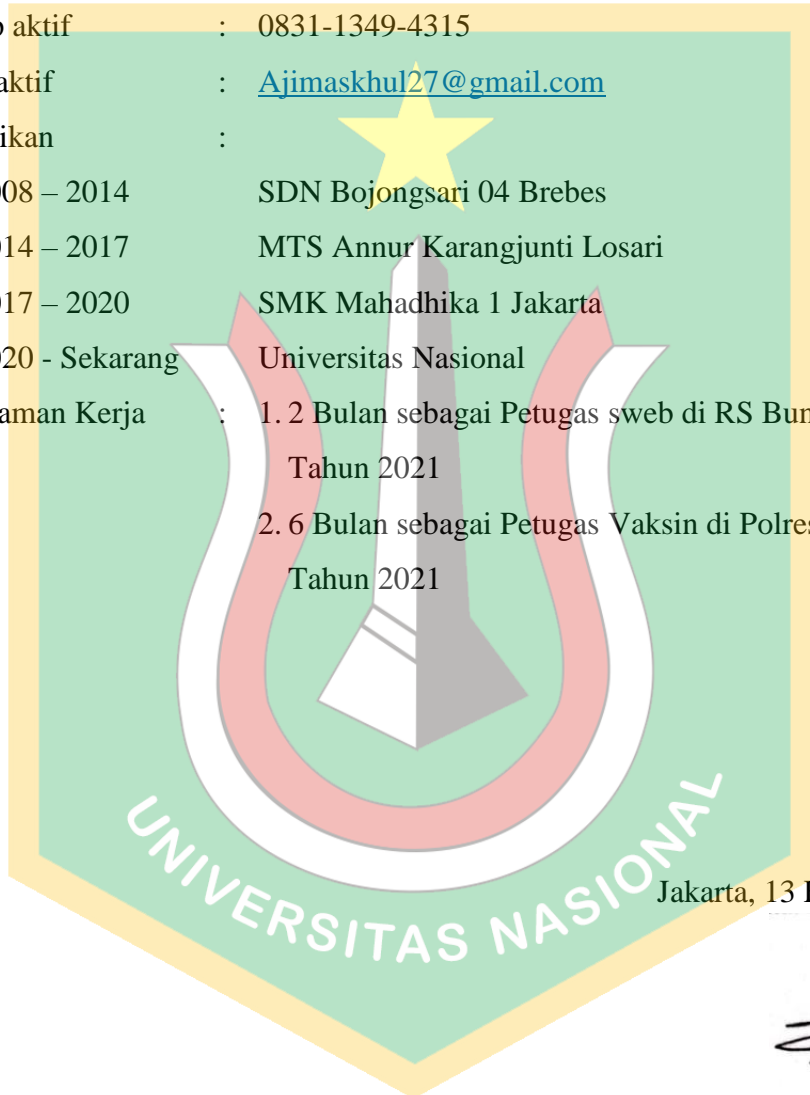 aktif : 0831-1349-4315
aktif : Ajimaskhul27@gmail.com
ikan :
08 – 2014 SDN Bojongsari 04 Brebes
14 – 2017 MTS Annur Karangjunti Losari
17 – 2020 SMK Mahadhika 1 Jakarta
20 - Sekarang Universitas Nasional
aman Kerja : 1. 2 Bulan sebagai Petugas sweb di RS Bun
Tahun 2021
2. 6 Bulan sebagai Petugas Vaksin di Polres
Tahun 2021
UNIVERSITAS NASIONAL
Jakarta, 13